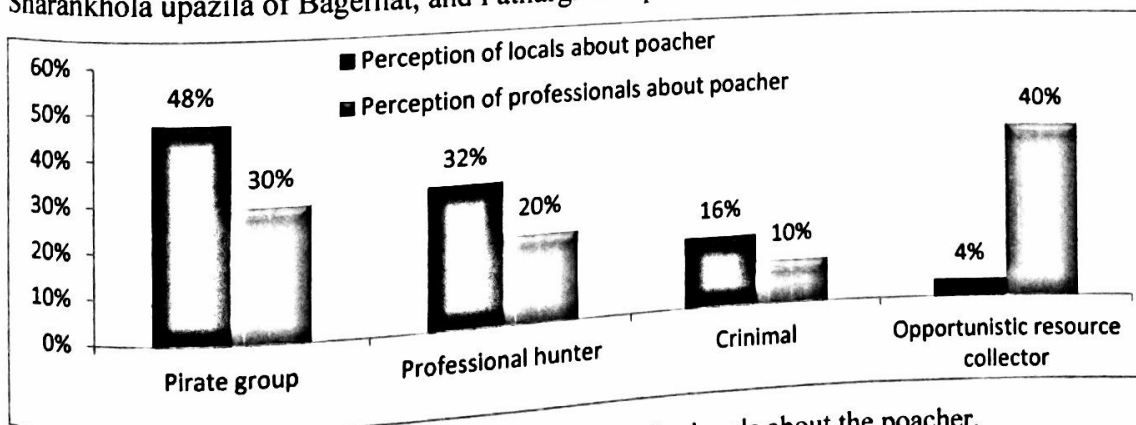 Sharankhola upazila of Bagerhat, and
Perception of locals about poacher
Perception of professionals about poacher
60%
50%
40%
30%
20%
10%
0%
48%
30%
32%
20%
16%
10%
4%
40%
Pirate group
Professional hunter
Crinimal
Opportunistic resource
collector
about the poacher.